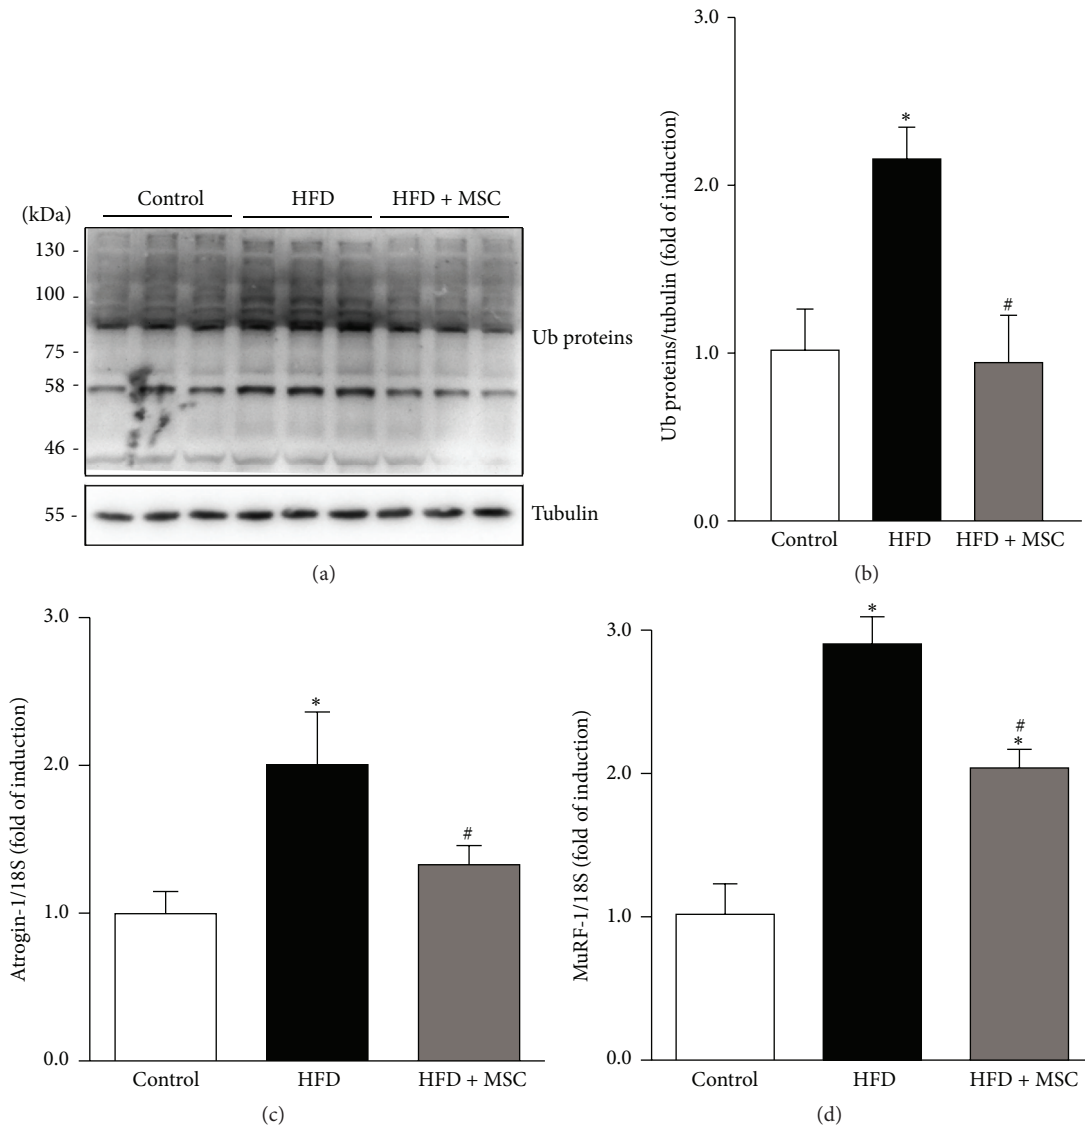 Control HFD HFD + MSC
(kDa)
130 -
100 -
75 -
58 -
46 -
Ub proteins
55 -
Tubulin
(a)
Ub proteins/tubulin (fold of induction)
3.0
2.0
1.0
0.0
*
#
Control HFD HFD + MSC
(b)
Atrogin-1/18S (fold of induction)
3.0
2.0
1.0
0.0
*
#
Control HFD HFD + MSC
(c)
MuRF-1/18S (fold of induction)
3.0
2.0
1.0
0.0
*
#
*
Control HFD HFD + MSC
(d)